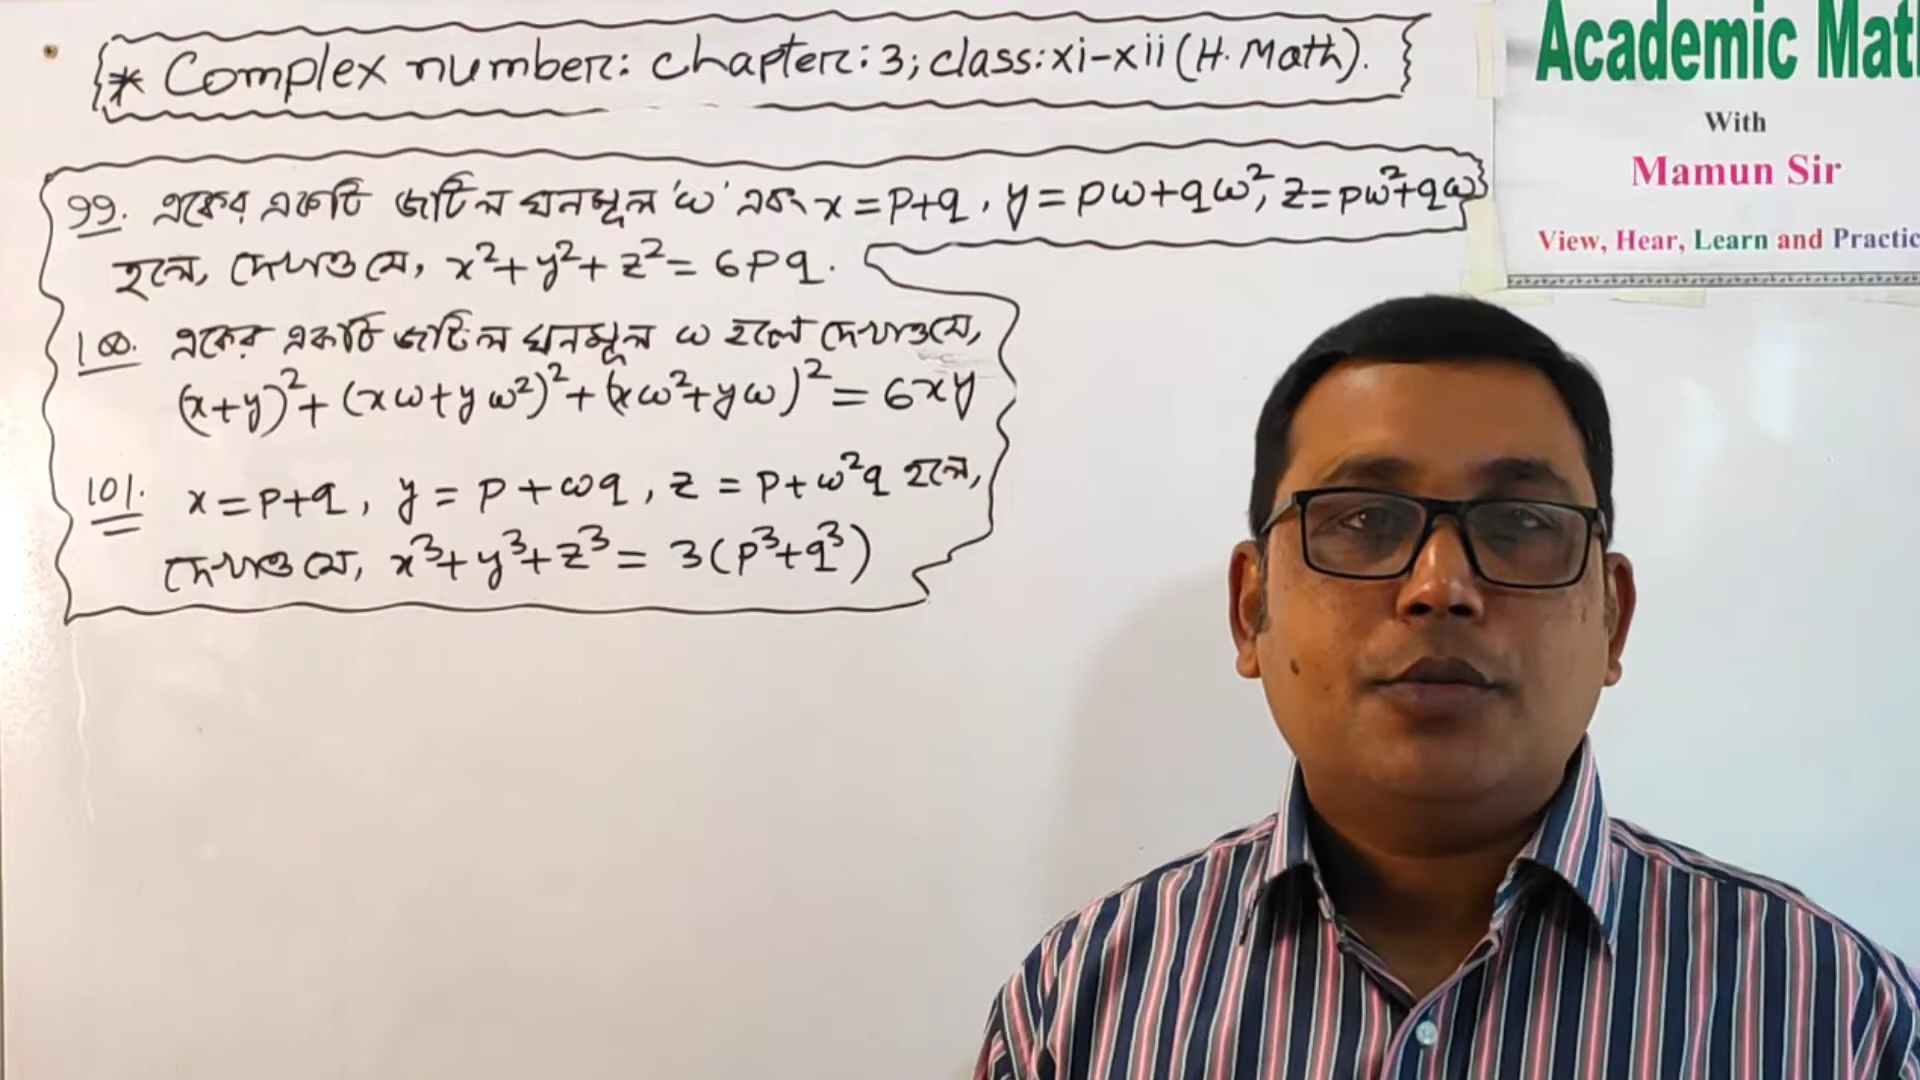 * Complex number: chapter: 3; class: xi-xii (H. Math).
99. একের একটি জটিল ঘনমূল 'ω' এবং x = p+q, y = pω+qω², z = pω²+qω
হলে, দেখাও যে, x²+y²+z² = 6pq.
100. একের একটি জটিল ঘনমূল ω হলে দেখাও যে,
(x+y)²+(xω+yω²)²+(xω²+yω)² = 6xy
101. x = p+q, y = p+ωq, z = p+ω²q হলে,
দেখাও যে, x³+y³+z³ = 3(p³+q³)
Academic Mat
With
Mamun Sir
View, Hear, Learn and Practic